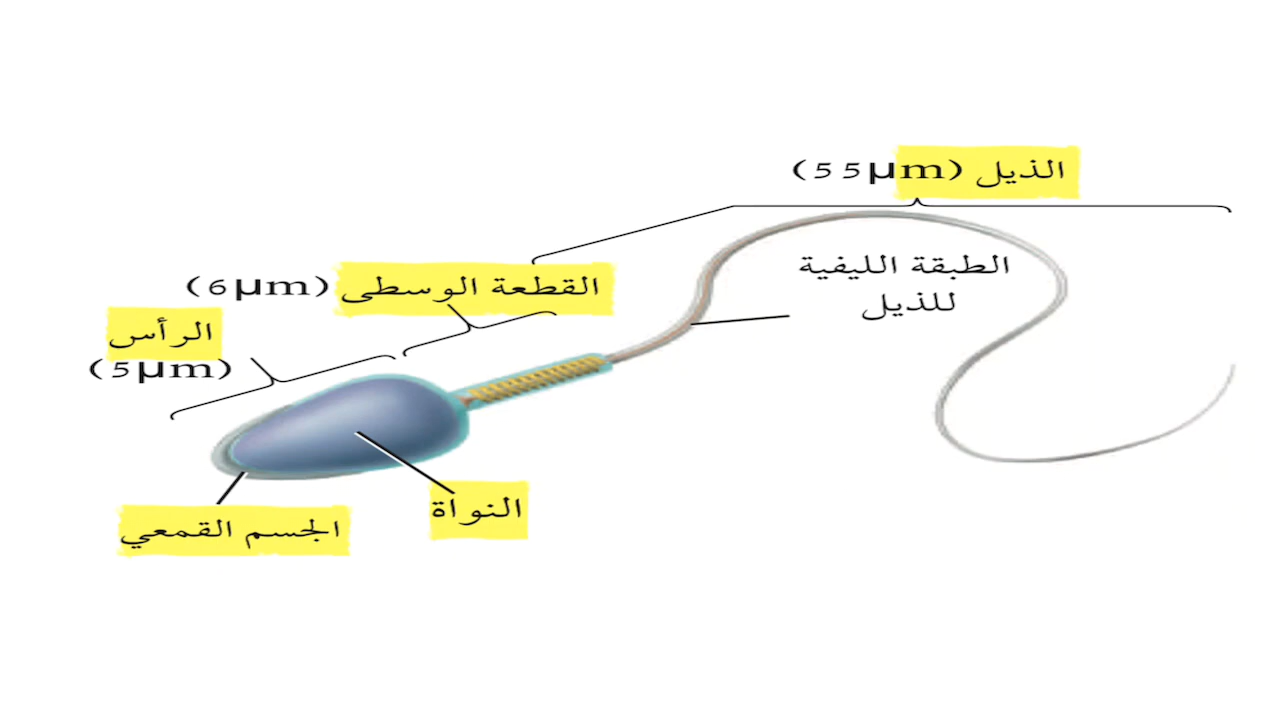 الذيل (55µm)
الطبقة الليفية
للذيل
القطعة الوسطى (6µm)
الرأس
(5µm)
النواة
الجسم القمعي